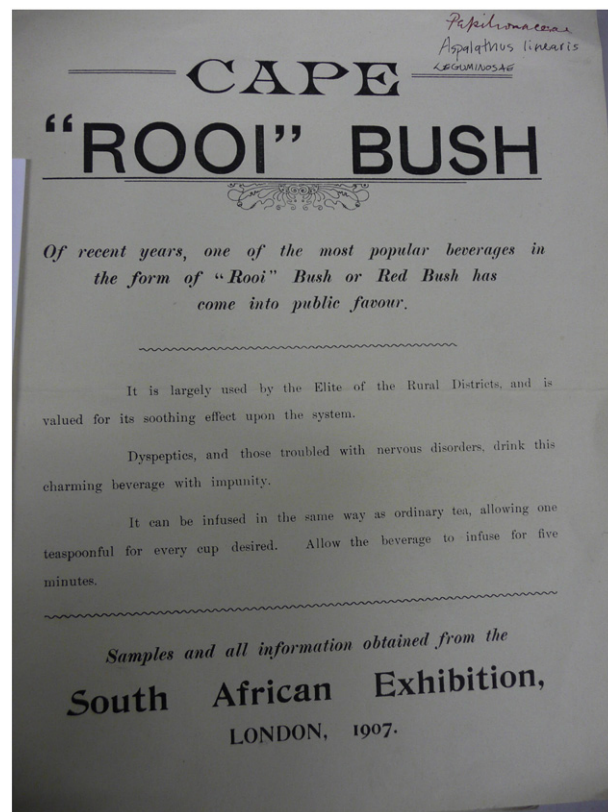 Papilionaceae
Aspalathus linearis
LEGUMINOSAE
CAPE
"ROOI" BUSH
Of recent years, one of the most popular beverages in
the form of "Rooi" Bush or Red Bush has
come into public favour.
It is largely used by the Elite of the Rural Districts, and is
valued for its soothing effect upon the system.
Dyspeptics, and those troubled with nervous disorders, drink this
charming beverage with impunity.
It can be infused in the same way as ordinary tea, allowing one
teaspoonful for every cup desired. Allow the beverage to infuse for five
minutes.
Samples and all information obtained from the
South African Exhibition,
LONDON, 1907.